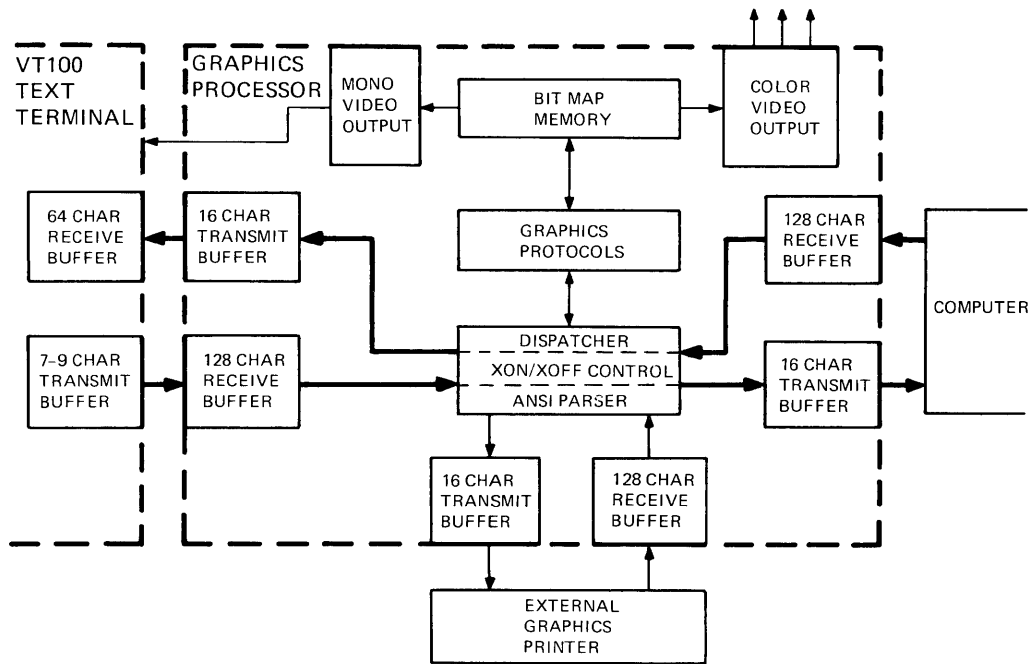 VT100
TEXT
TERMINAL
GRAPHICS
PROCESSOR
MONO
VIDEO
OUTPUT
BIT MAP
MEMORY
COLOR
VIDEO
OUTPUT
64 CHAR
RECEIVE
BUFFER
16 CHAR
TRANSMIT
BUFFER
GRAPHICS
PROTOCOLS
128 CHAR
RECEIVE
BUFFER
COMPUTER
7-9 CHAR
TRANSMIT
BUFFER
128 CHAR
RECEIVE
BUFFER
DISPATCHER
XON/XOFF CONTROL
ANSI PARSER
16 CHAR
TRANSMIT
BUFFER
16 CHAR
TRANSMIT
BUFFER
128 CHAR
RECEIVE
BUFFER
EXTERNAL
GRAPHICS
PRINTER